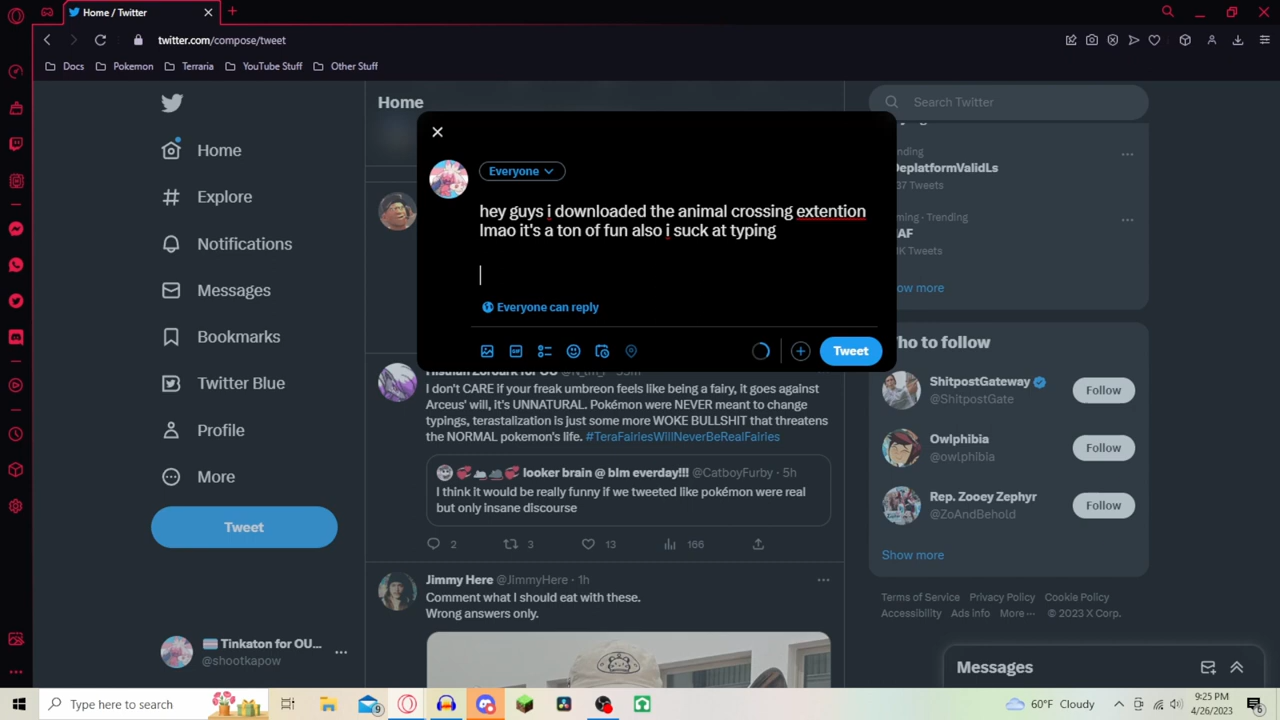 Home / Twitter
twitter.com/compose/tweet
Docs
Pokemon
Terraria
YouTube Stuff
Other Stuff
Home
Explore
Notifications
Messages
Bookmarks
Twitter Blue
Profile
More
Tweet
Tinkaton for OU...
@shootkapow
Home
Everyone
hey guys i downloaded the animal crossing extention
lmao it's a ton of fun also i suck at typing
Everyone can reply
GIF
Tweet
I don't CARE if your freak umbreon feels like being a fairy, it goes against
Arceus' will, it's UNNATURAL. Pokémon were NEVER meant to change
typings, terastalization is just some more WOKE BULLSHIT that threatens
the NORMAL pokemon's life. #TeraFairiesWillNeverBeRealFairies
looker brain @ blm everday!!! @CatboyFurby · 5h
I think it would be really funny if we tweeted like pokémon were real
but only insane discourse
2
3
13
166
Jimmy Here @JimmyHere · 1h
Comment what I should eat with these.
Wrong answers only.
Search Twitter
nding
DeplatformValidLs
37 Tweets
ming · Trending
AF
K Tweets
ow more
ho to follow
ShitpostGateway
@ShitpostGate
Follow
Owlphibia
@owlphibia
Follow
Rep. Zooey Zephyr
@ZoAndBehold
Follow
Show more
Terms of Service Privacy Policy Cookie Policy
Accessibility Ads info More ··· © 2023 X Corp.
Messages
Type here to search
9
60°F Cloudy
9:25 PM
4/26/2023
6